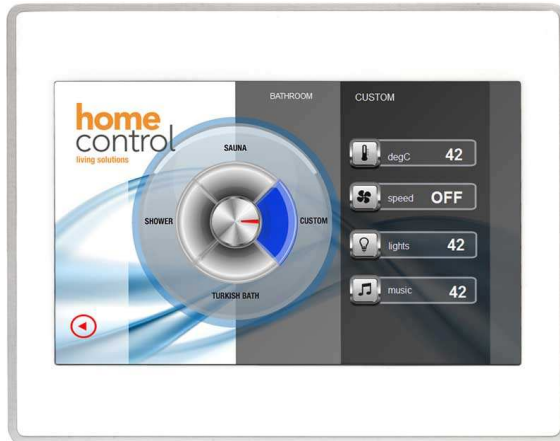 home
control
living solutions
BATHROOM
CUSTOM
SAUNA
SHOWER
CUSTOM
TURKISH BATH
degC 42
speed OFF
lights 42
music 42